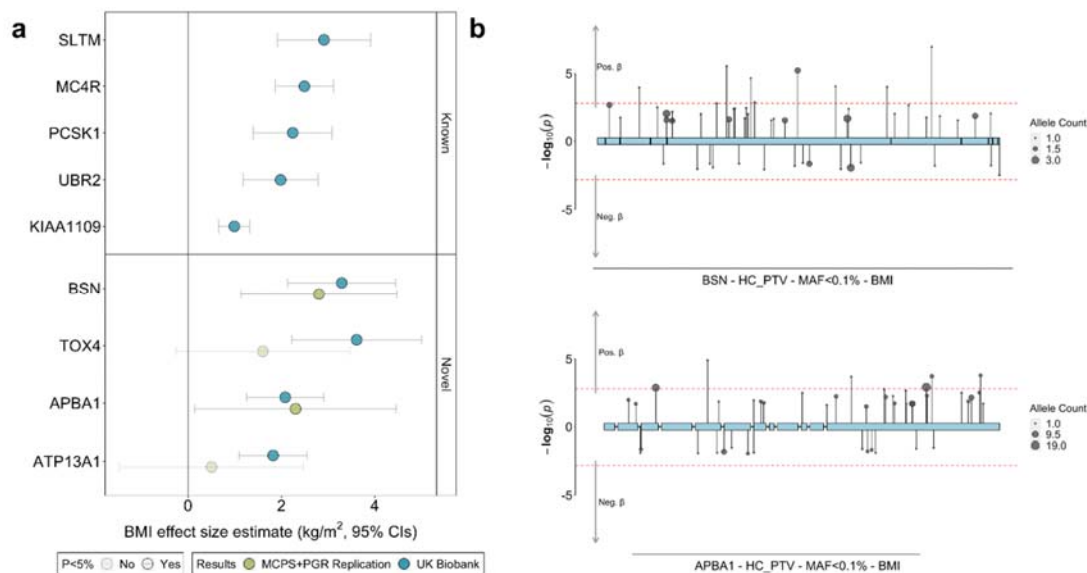 a
SLTM
MC4R
PCSK1
UBR2
KIAA1109
Known
BSN
TOX4
APBA1
ATP13A1
Novel
0 2 4
BMI effect size estimate (kg/m², 95% CIs)
P<5% No Yes Results MCPS+PGR Replication UK Biobank
b
Pos. β
5
0
-5
−log₁₀(p)
Neg. β
Allele Count
1.0
1.5
3.0
BSN - HC_PTV - MAF<0.1% - BMI
Pos. β
5
0
-5
−log₁₀(p)
Neg. β
Allele Count
1.0
9.5
19.0
APBA1 - HC_PTV - MAF<0.1% - BMI